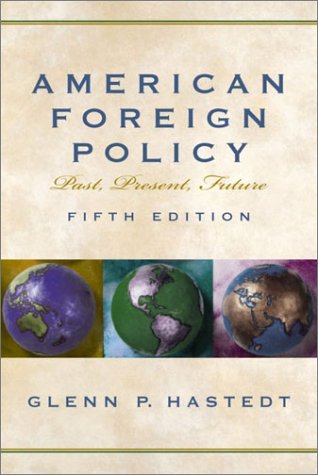 AMERICAN
FOREIGN
POLICY
Past, Present, Future
FIFTH EDITION
GLENN P. HASTEDT